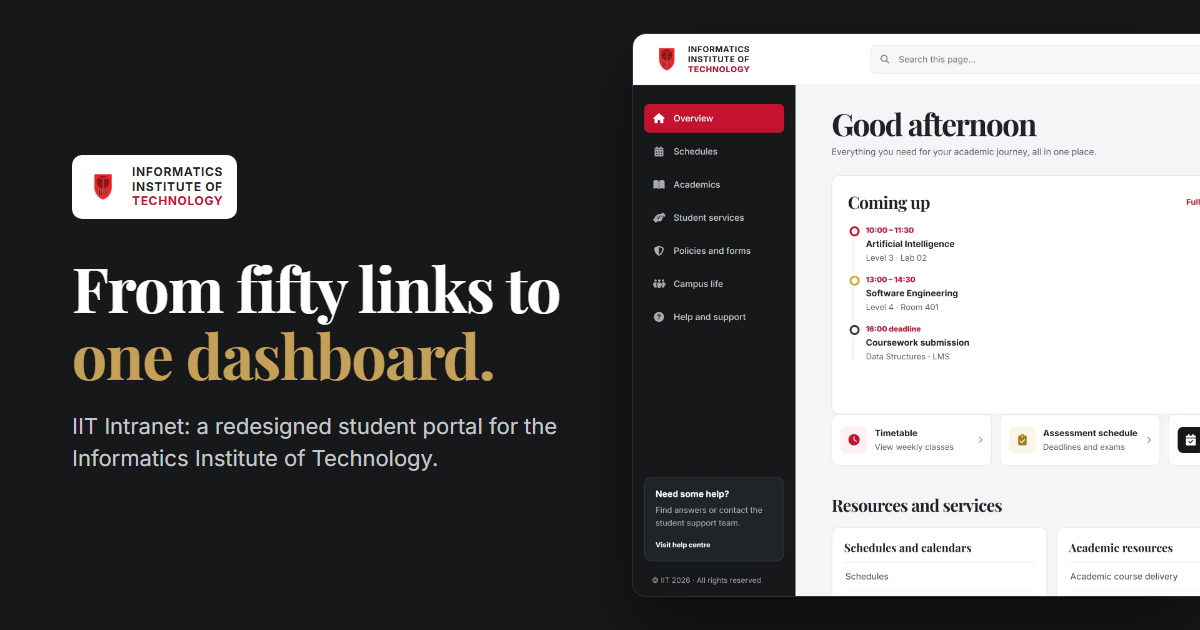 INFORMATICS
INSTITUTE OF
TECHNOLOGY
From fifty links to
one dashboard.
IIT Intranet: a redesigned student portal for the
Informatics Institute of Technology.
INFORMATICS
INSTITUTE OF
TECHNOLOGY
Search this page...
Overview
Schedules
Academics
Student services
Policies and forms
Campus life
Help and support
Need some help?
Find answers or contact the
student support team.
Visit help centre
© IIT 2026 · All rights reserved
Good afternoon
Everything you need for your academic journey, all in one place.
Coming up
Full
10:00 – 11:30
Artificial Intelligence
Level 3 · Lab 02
13:00 – 14:30
Software Engineering
Level 4 · Room 401
16:00 deadline
Coursework submission
Data Structures · LMS
Timetable
View weekly classes
Assessment schedule
Deadlines and exams
Resources and services
Schedules and calendars
Schedules
Academic resources
Academic course delivery